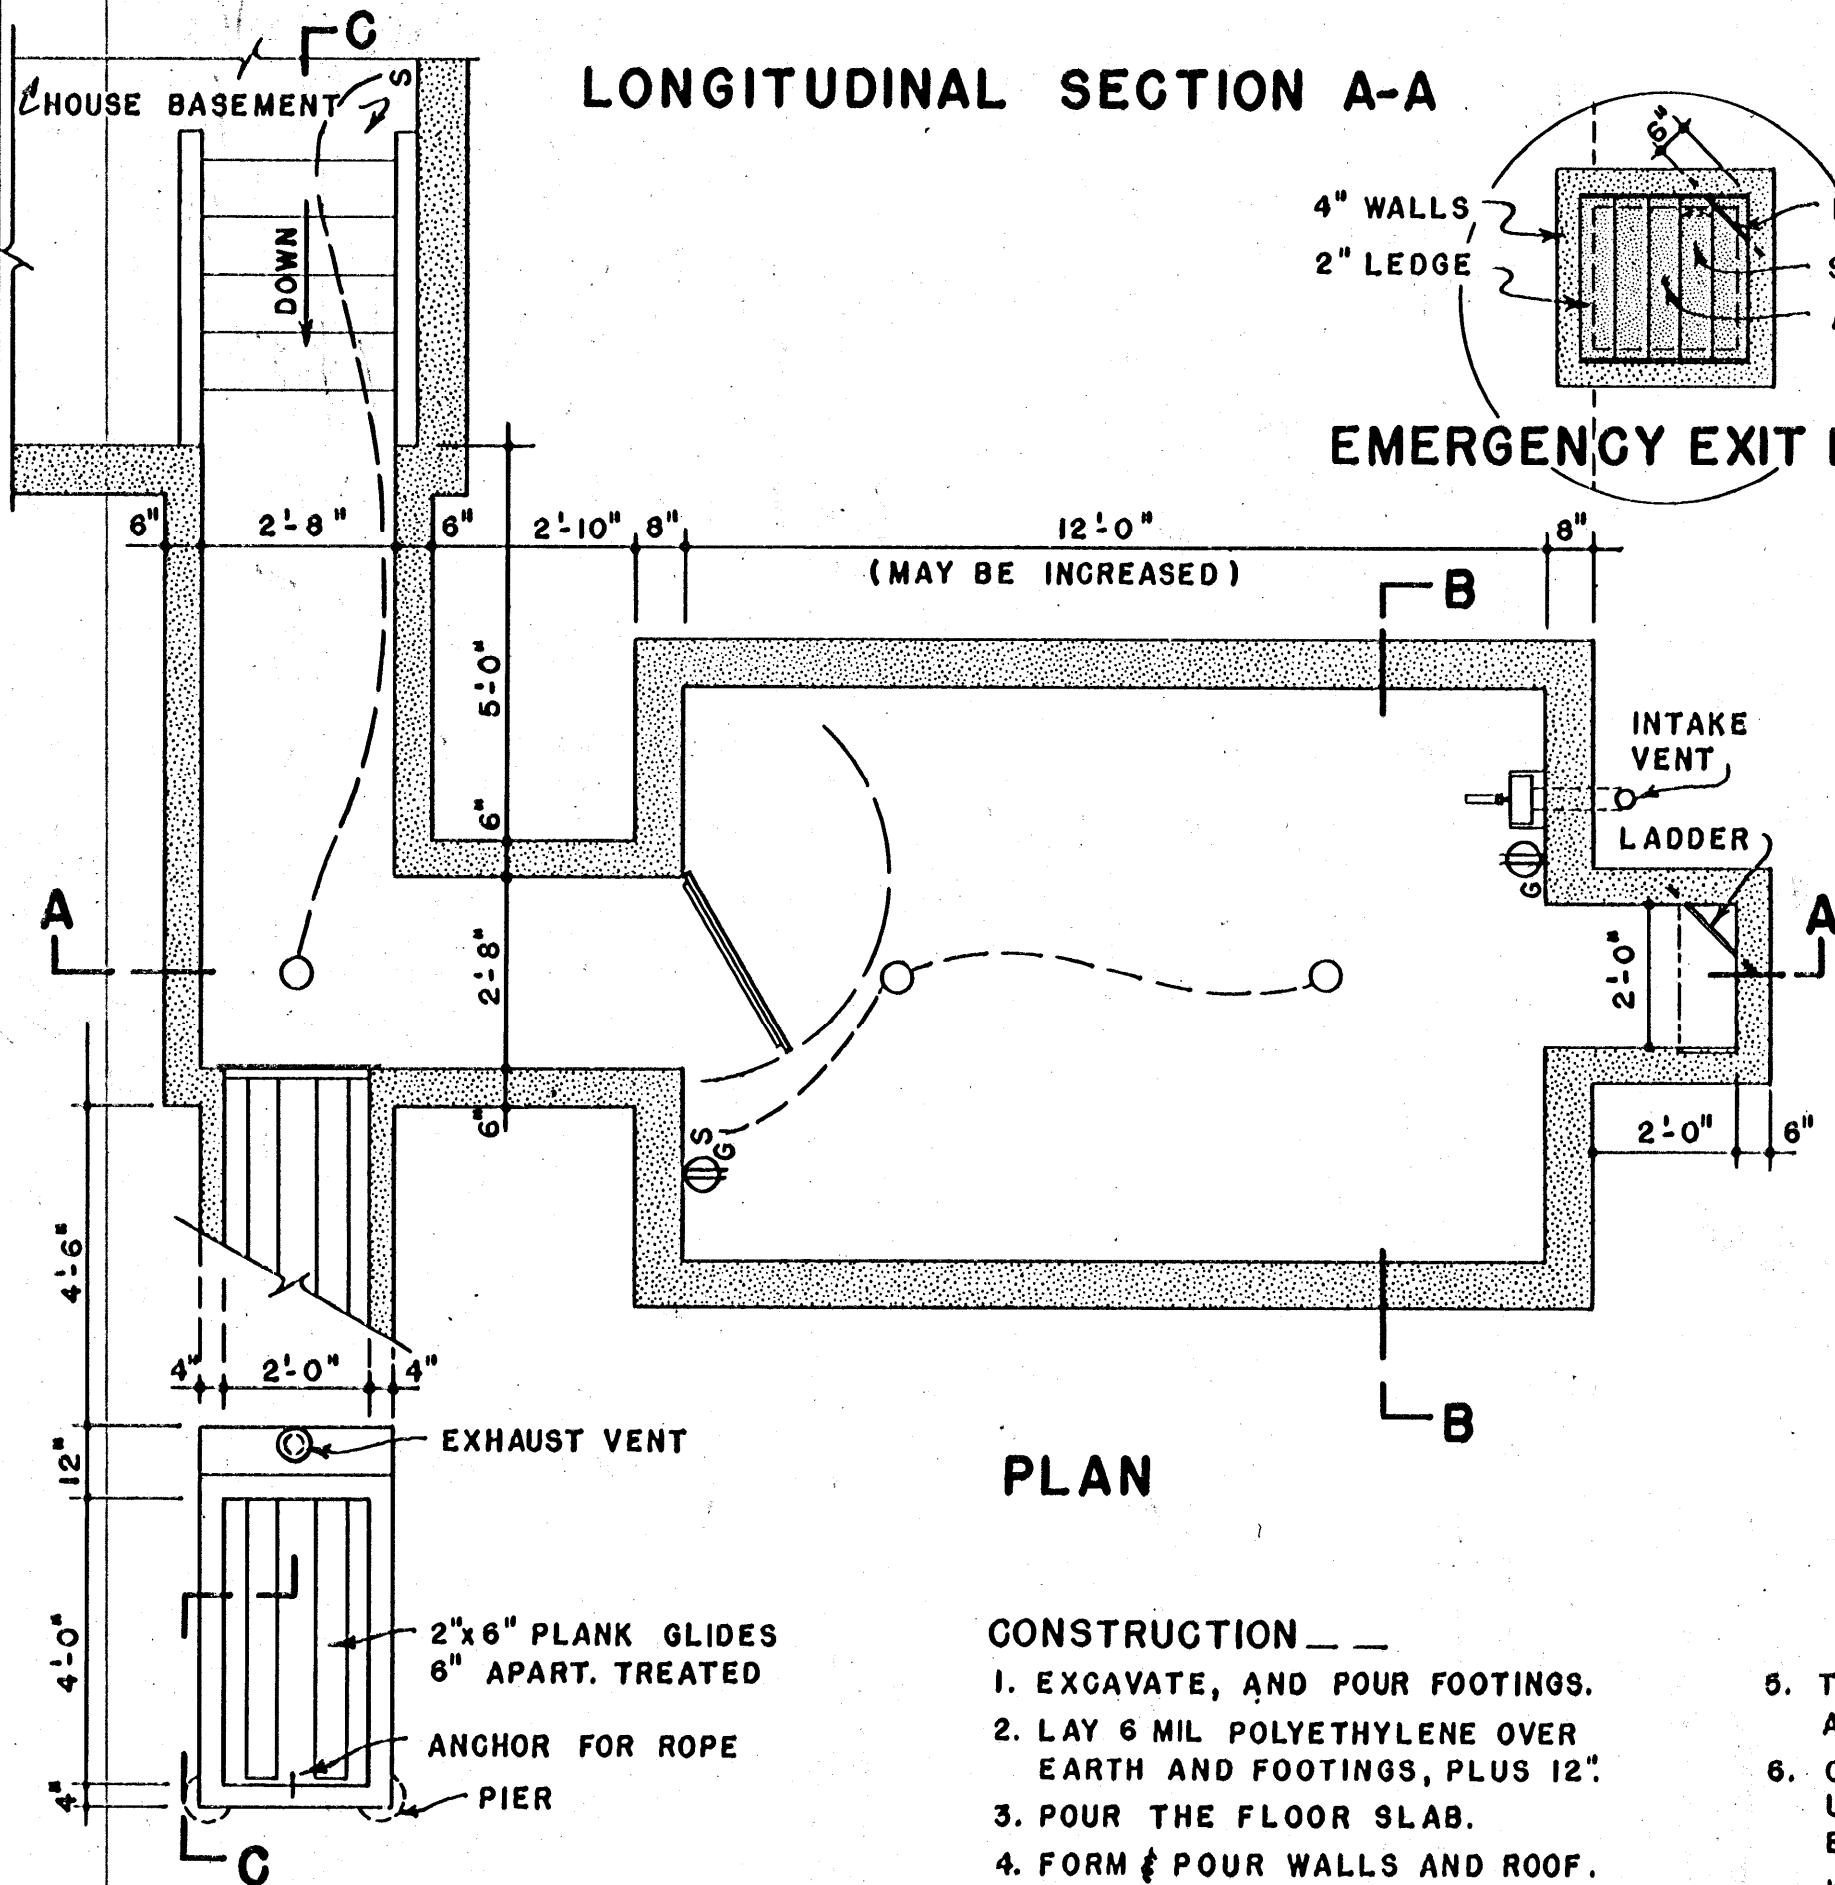 C
LONGITUDINAL SECTION A-A
HOUSE BASEMENT
S
6"
4" WALLS
2" LEDGE
DOWN
EMERGENCY EXIT
6"
2'-8"
6"
2'-10"
8"
12'-0"
8"
(MAY BE INCREASED)
B
5'-0"
INTAKE
VENT
6"
LADDER
G
A
A
2'-8"
2'-0"
6"
S
G
2'-0"
6"
4'-6"
4"
2'-0"
4"
B
EXHAUST VENT
12"
PLAN
2"x6" PLANK GLIDES
6" APART. TREATED
4'-0"
ANCHOR FOR ROPE
PIER
4"
C
CONSTRUCTION__
1. EXCAVATE, AND POUR FOOTINGS.
2. LAY 6 MIL POLYETHYLENE OVER
EARTH AND FOOTINGS, PLUS 12".
3. POUR THE FLOOR SLAB.
4. FORM & POUR WALLS AND ROOF.
5.
6.